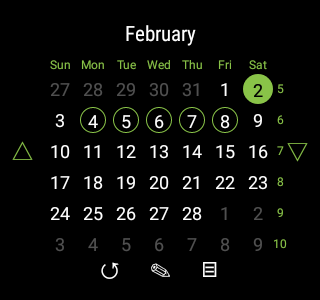 February
Sun Mon Tue Wed Thu Fri Sat
27 28 29 30 31 1 2 5
3 4 5 6 7 8 9 6
10 11 12 13 14 15 16 7
17 18 19 20 21 22 23 8
24 25 26 27 28 1 2 9
3 4 5 6 7 8 9 10